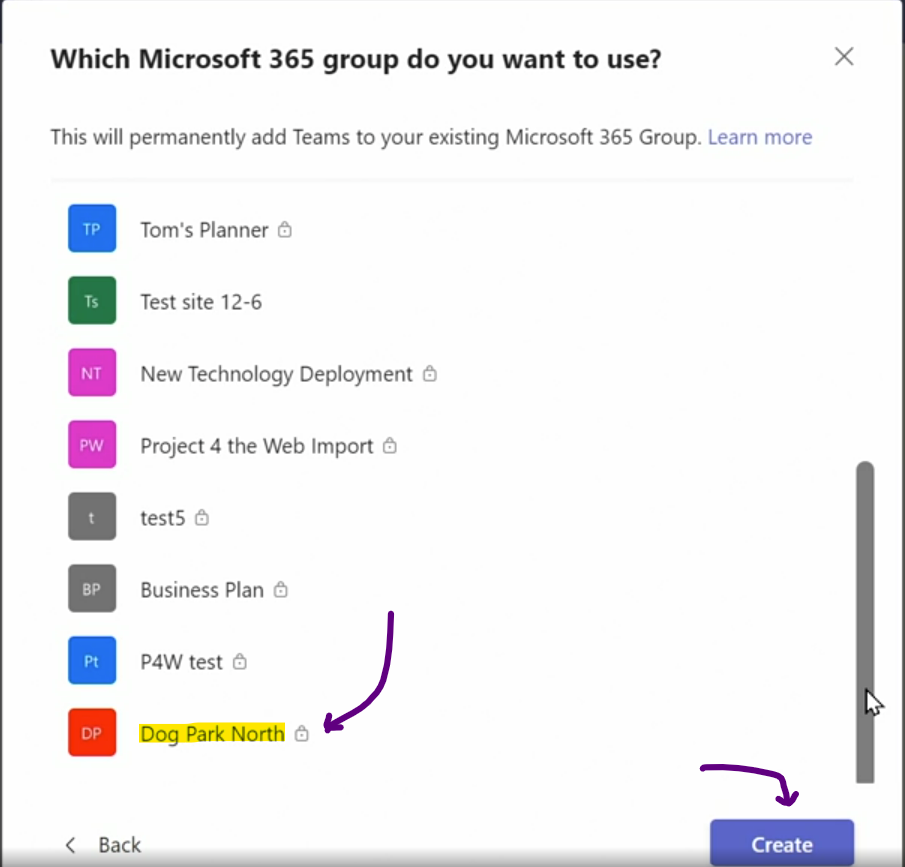 Which Microsoft 365 group do you want to use?
This will permanently add Teams to your existing Microsoft 365 Group. Learn more
TP Tom's Planner
Ts Test site 12-6
NT New Technology Deployment
PW Project 4 the Web Import
t test5
BP Business Plan
Pt P4W test
DP Dog Park North
Back Create